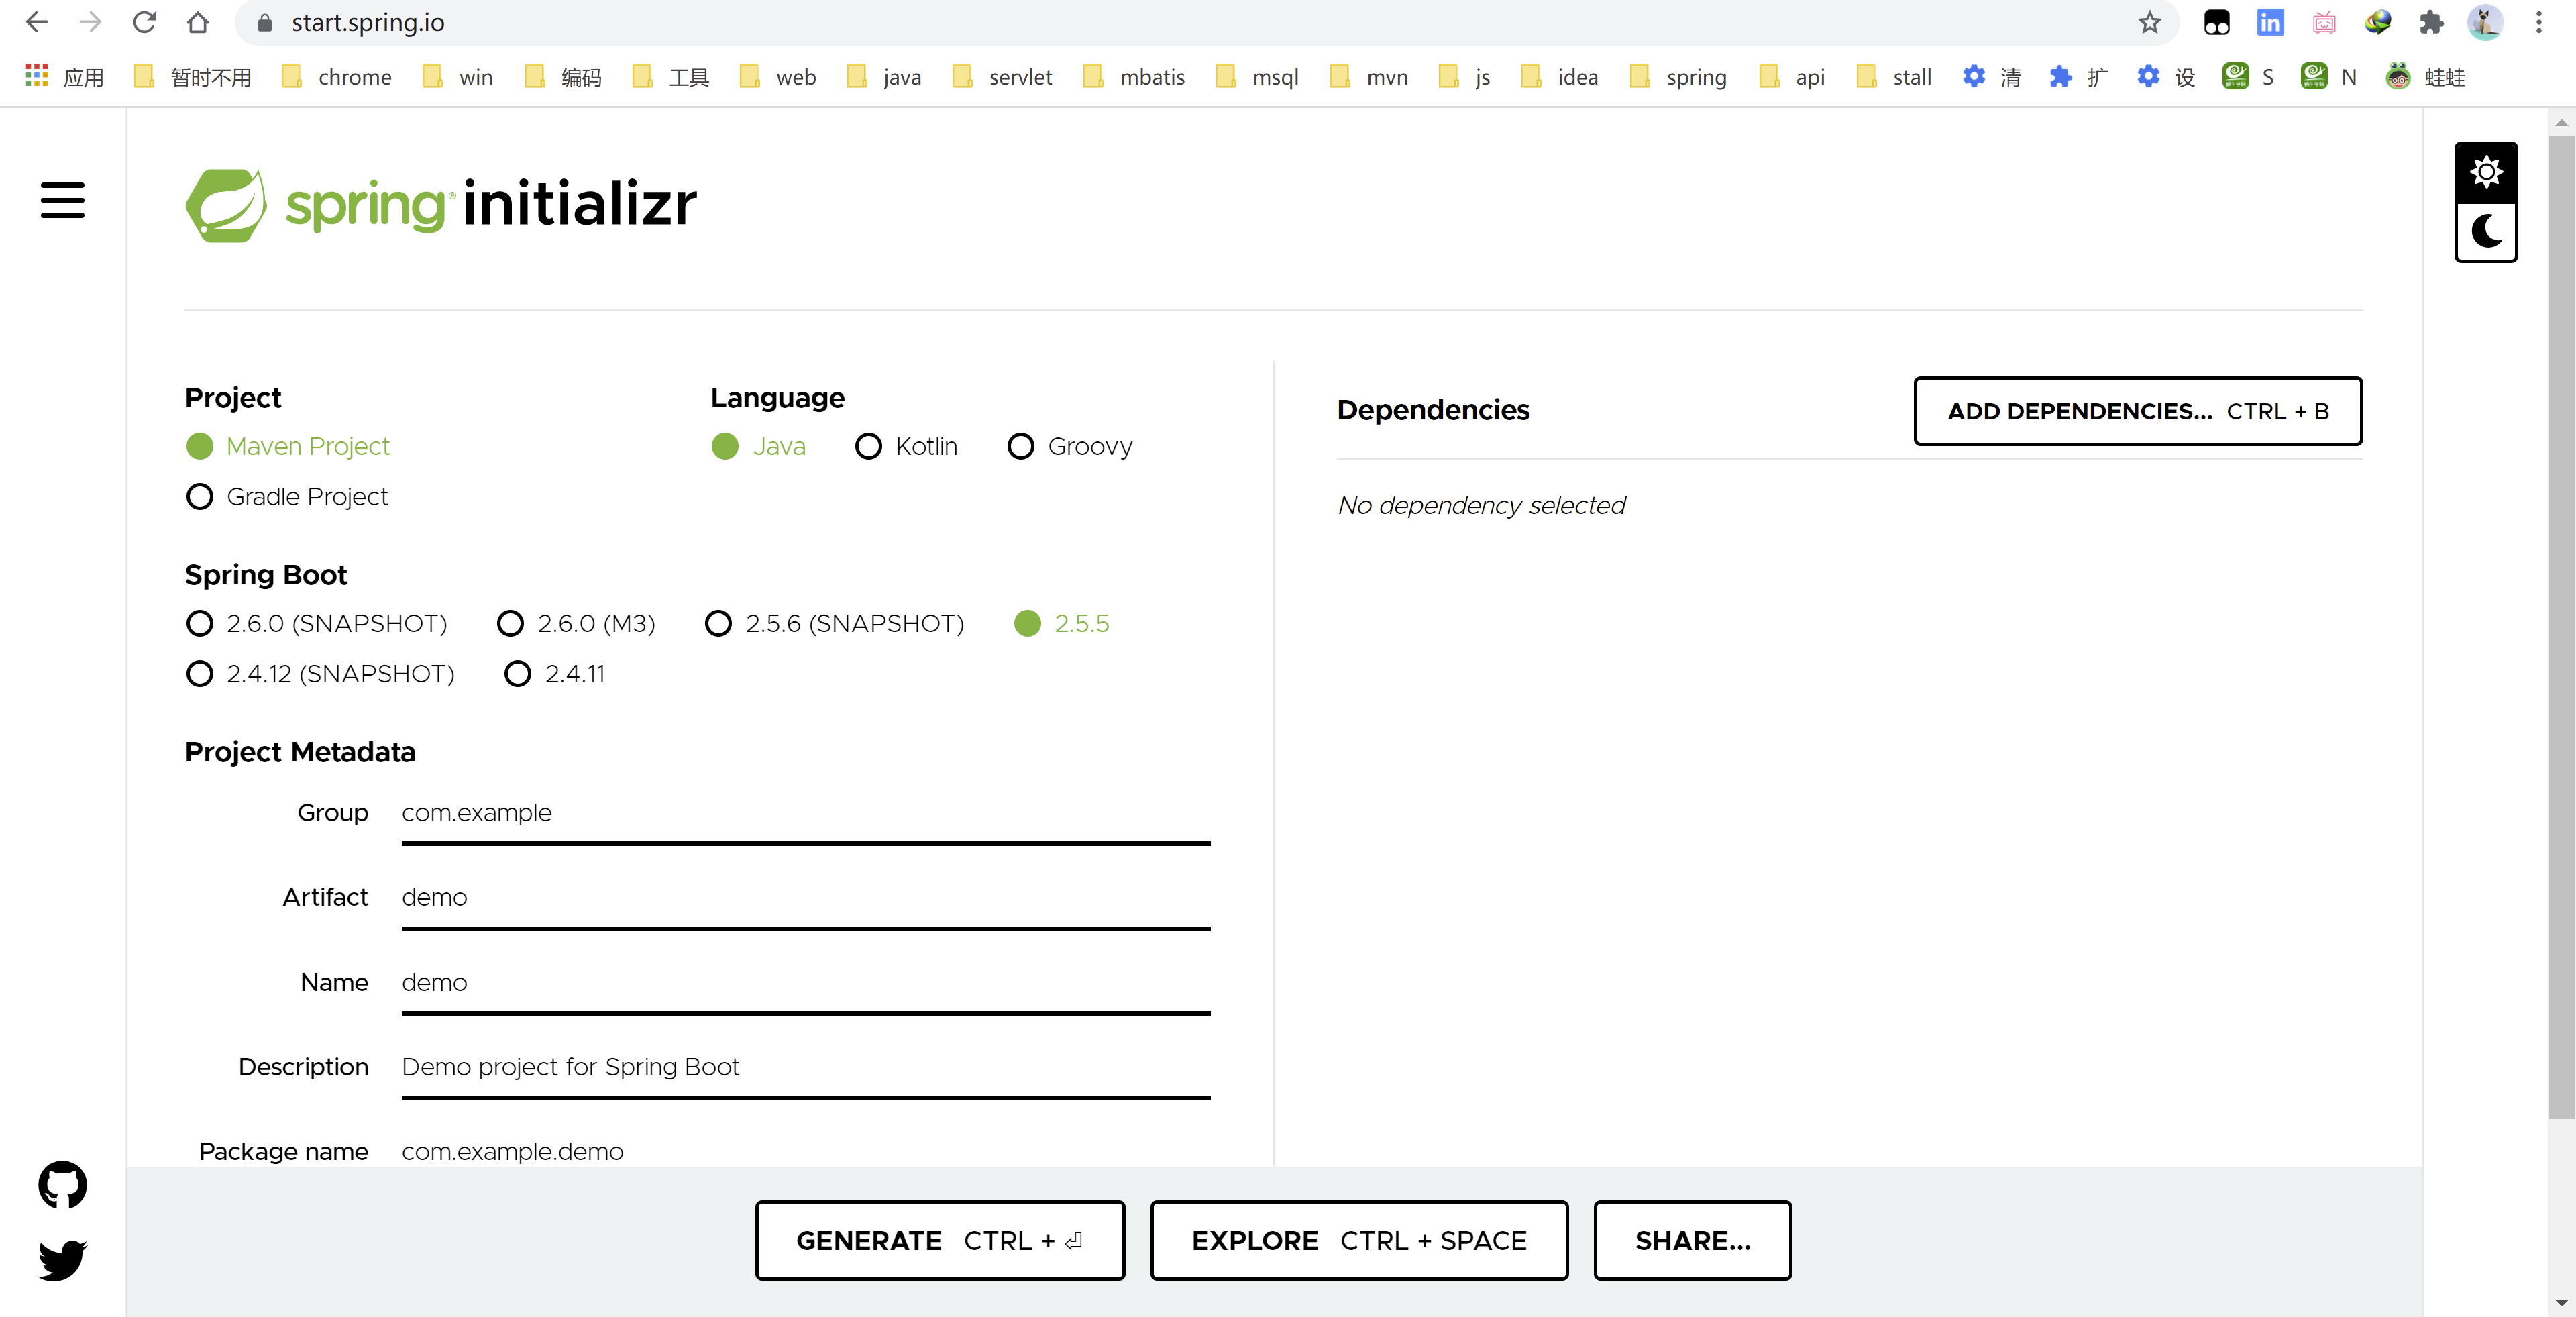 start.spring.io
应用 暂时不用 chrome win 编码 工具 web java servlet mbatis msql mvn js idea spring api stall 清 扩 设 S N 蛙蛙
spring® initializr
Project
Maven Project
Gradle Project
Language
Java Kotlin Groovy
Spring Boot
2.6.0 (SNAPSHOT) 2.6.0 (M3) 2.5.6 (SNAPSHOT) 2.5.5
2.4.12 (SNAPSHOT) 2.4.11
Project Metadata
Group com.example
Artifact demo
Name demo
Description Demo project for Spring Boot
Package name com.example.demo
Dependencies
ADD DEPENDENCIES... CTRL + B
No dependency selected
GENERATE CTRL + ⏎
EXPLORE CTRL + SPACE
SHARE...